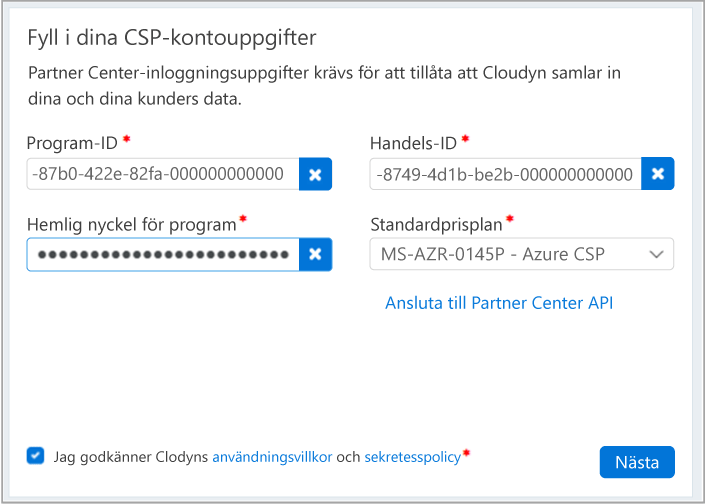 Fyll i dina CSP-kontouppgifter
Partner Center-inloggningsuppgifter krävs för att tillåta att Cloudyn samlar in
dina och dina kunders data.
Program-ID *
Handels-ID *
-87b0-422e-82fa-000000000000
-8749-4d1b-be2b-000000000000
Hemlig nyckel för program *
Standardprisplan *
MS-AZR-0145P - Azure CSP
Ansluta till Partner Center API
Jag godkänner Clodyns användningsvillkor och sekretesspolicy *
Nästa